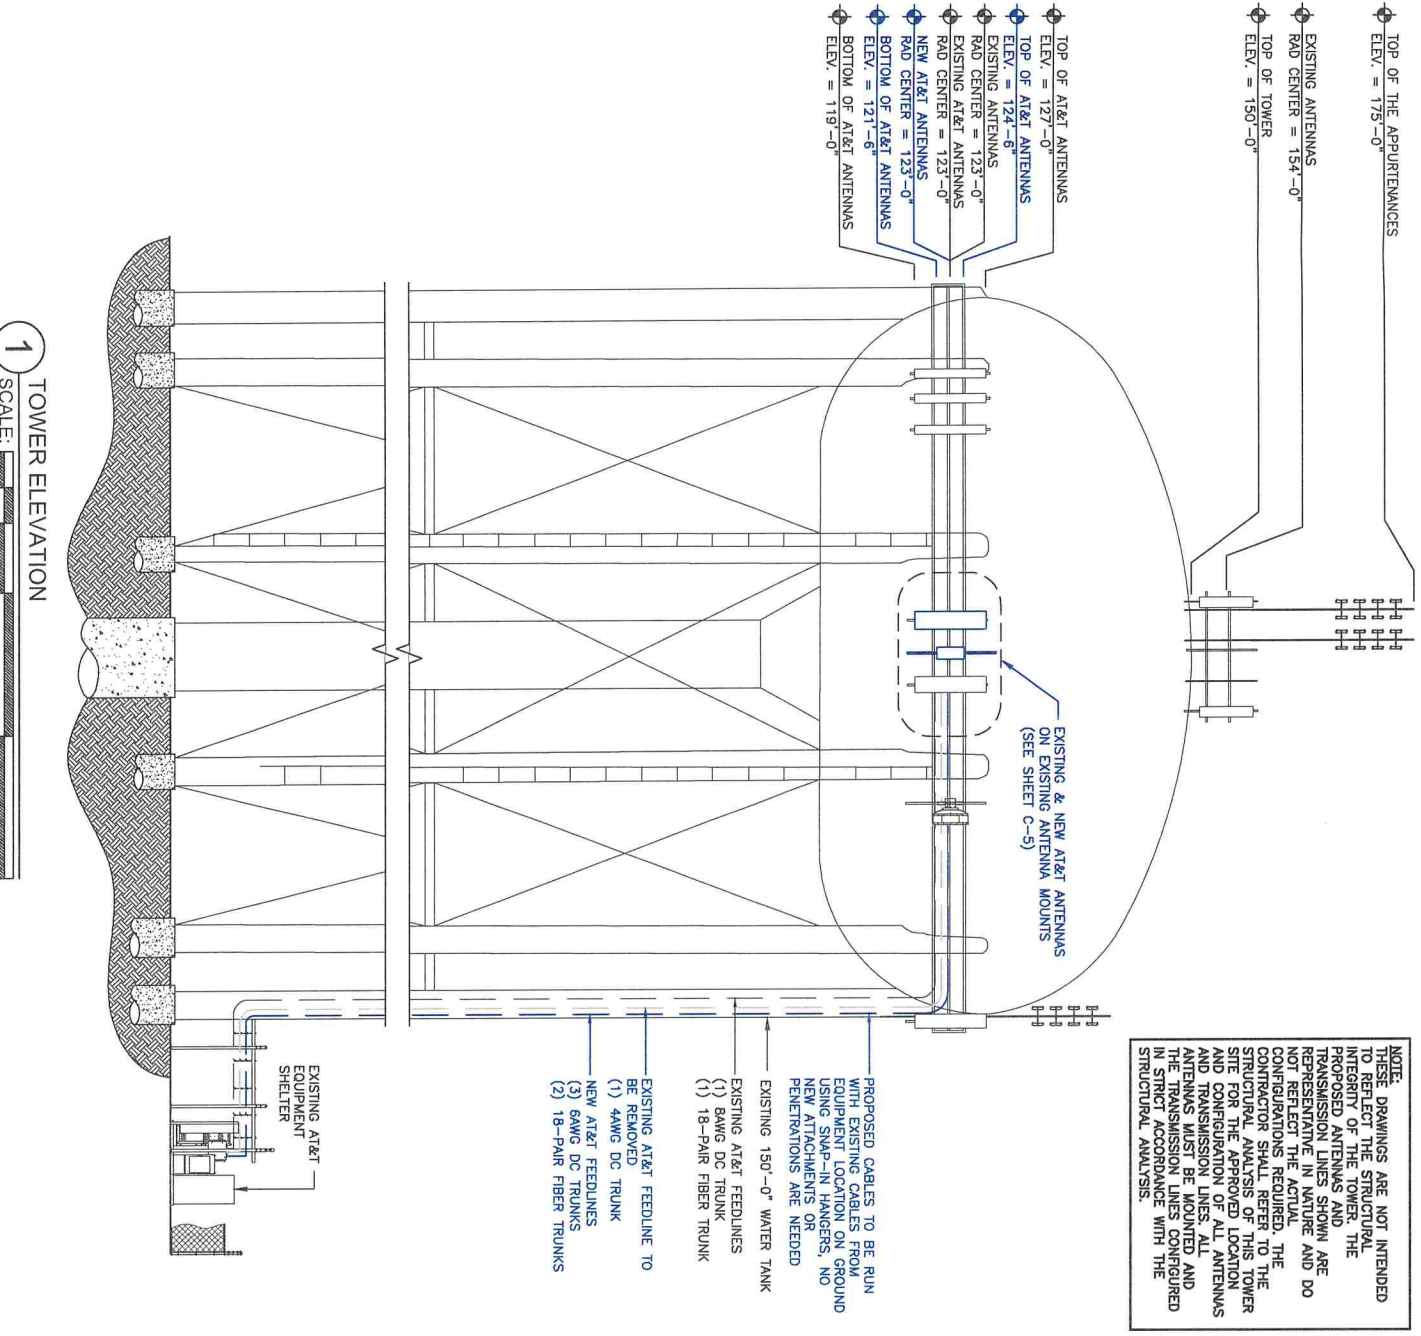 TOP OF THE APPURTENANCES
ELEV. = 175'-0"
EXISTING ANTENNAS
RAD CENTER = 154'-0"
TOP OF TOWER
ELEV. = 150'-0"
TOP OF AT&T ANTENNAS
ELEV. = 127'-0"
TOP OF AT&T ANTENNAS
ELEV. = 124'-6"
EXISTING ANTENNAS
RAD CENTER = 123'-0"
EXISTING AT&T ANTENNAS
RAD CENTER = 123'-0"
NEW AT&T ANTENNAS
RAD CENTER = 123'-0"
BOTTOM OF AT&T ANTENNAS
ELEV. = 121'-6"
BOTTOM OF AT&T ANTENNAS
ELEV. = 119'-0"
EXISTING & NEW AT&T ANTENNAS
ON EXISTING ANTENNA MOUNTS
(SEE SHEET C-5)
NOTE:
THESE DRAWINGS ARE NOT INTENDED
TO REFLECT THE STRUCTURAL
INTEGRITY OF THE TOWER. THE
PROPOSED ANTENNAS AND
TRANSMISSION LINES SHOWN ARE
REPRESENTATIVE IN NATURE AND DO
NOT REFLECT THE ACTUAL
CONFIGURATIONS REQUIRED. THE
CONTRACTOR SHALL REFER TO THE
STRUCTURAL ANALYSIS OF THIS TOWER
SITE FOR THE APPROVED LOCATION
AND CONFIGURATION OF ALL ANTENNAS
AND TRANSMISSION LINES. ALL
ANTENNAS MUST BE MOUNTED AND
THE TRANSMISSION LINES CONFIGURED
IN STRICT ACCORDANCE WITH THE
STRUCTURAL ANALYSIS.
PROPOSED CABLES TO BE RUN
WITH EXISTING CABLES FROM
EQUIPMENT LOCATION ON GROUND
USING SNAP-IN HANGERS, NO
NEW ATTACHMENTS OR
PENETRATIONS ARE NEEDED
EXISTING 150'-0" WATER TANK
EXISTING AT&T FEEDLINES
(1) 8AWG DC TRUNK
(1) 18-PAIR FIBER TRUNK
EXISTING AT&T FEEDLINE TO
BE REMOVED
(1) 4AWG DC TRUNK
NEW AT&T FEEDLINES
(3) 6AWG DC TRUNKS
(2) 18-PAIR FIBER TRUNKS
EXISTING AT&T
EQUIPMENT
SHELTER
1
TOWER ELEVATION
SCALE: